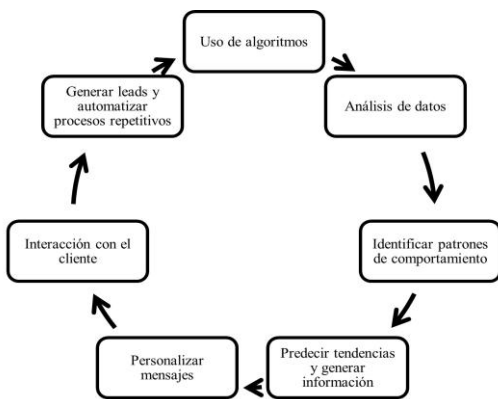 Uso de algoritmos
Análisis de datos
Identificar patrones
de comportamiento
Predecir tendencias
y generar
información
Personalizar
mensajes
Interacción con el
cliente
Generar leads y
automatizar
procesos repetitivos